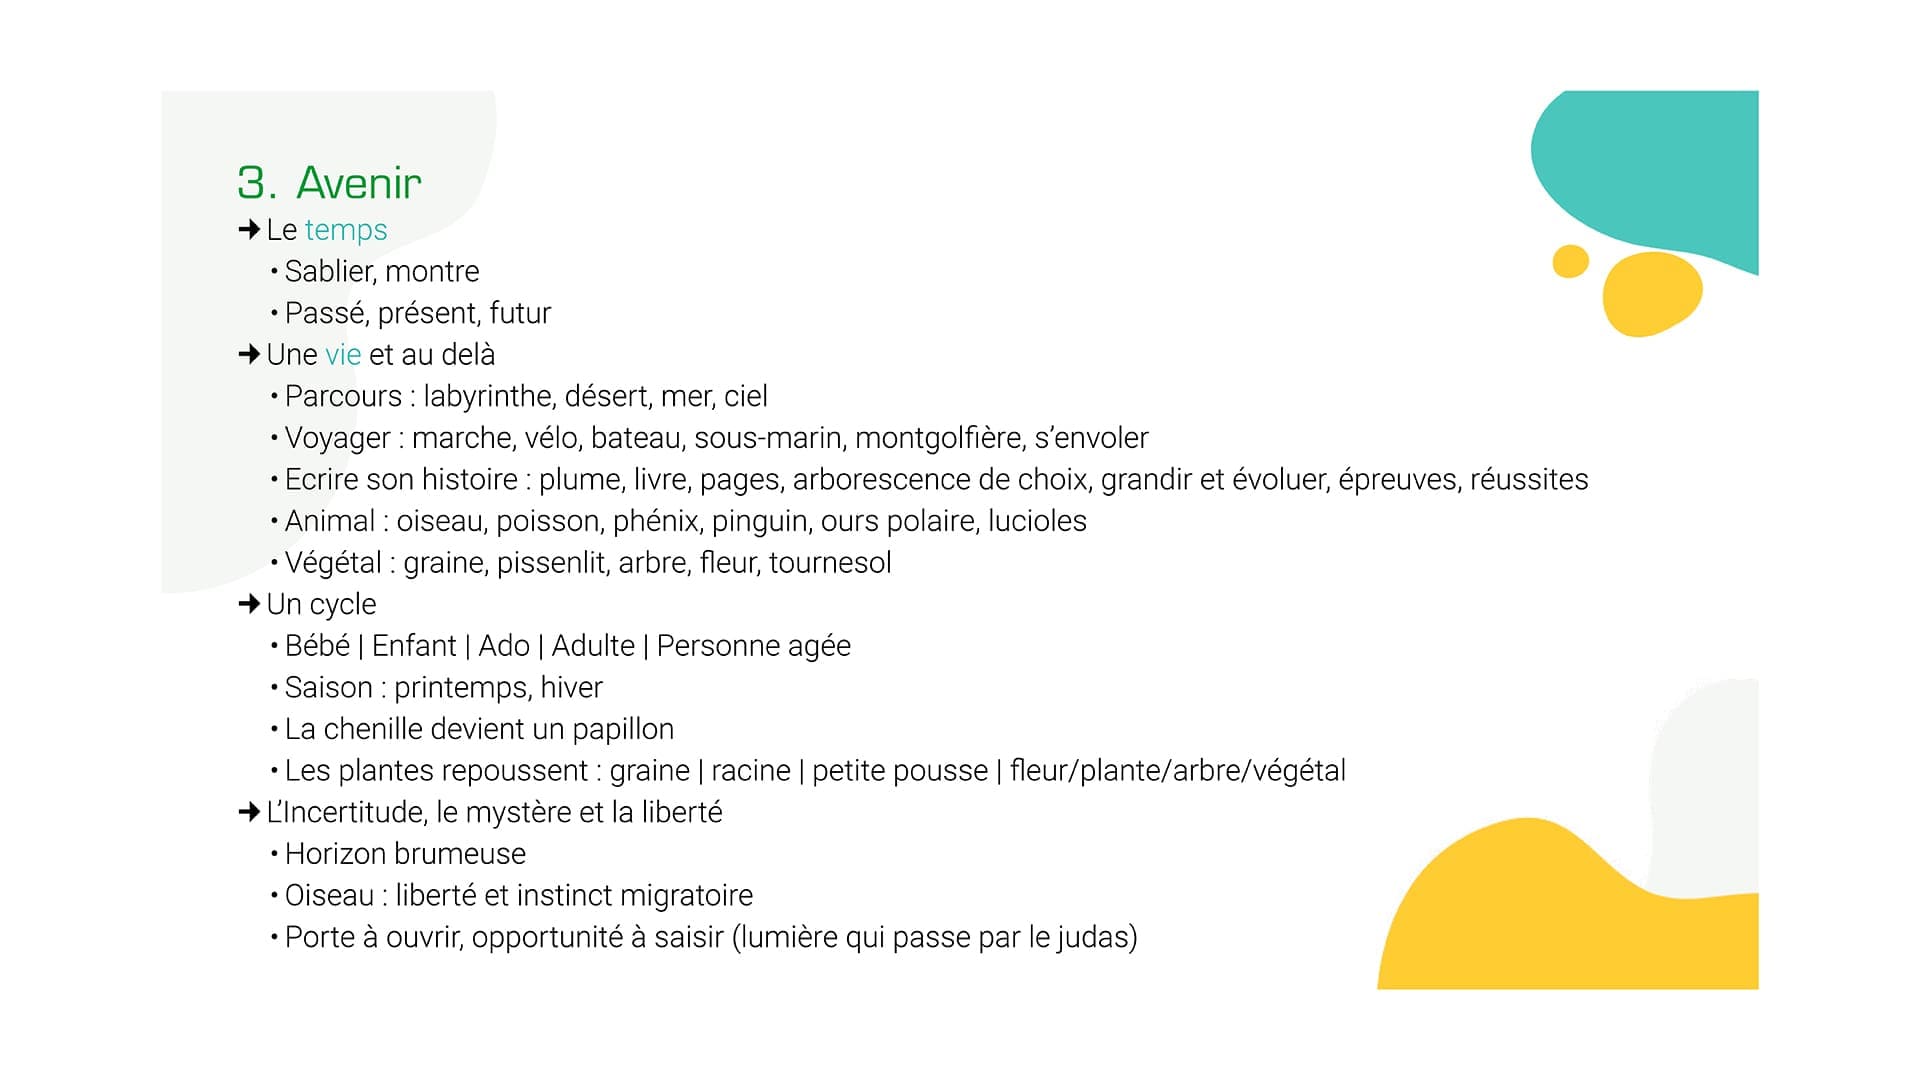 3. Avenir
➔ Le temps
• Sablier, montre
• Passé, présent, futur
➔ Une vie et au delà
• Parcours : labyrinthe, désert, mer, ciel
• Voyager : marche, vélo, bateau, sous-marin, montgolfière, s’envoler
• Ecrire son histoire : plume, livre, pages, arborescence de choix, grandir et évoluer, épreuves, réussites
• Animal : oiseau, poisson, phénix, pinguin, ours polaire, lucioles
• Végétal : graine, pissenlit, arbre, fleur, tournesol
➔ Un cycle
• Bébé | Enfant | Ado | Adulte | Personne agée
• Saison : printemps, hiver
• La chenille devient un papillon
• Les plantes repoussent : graine | racine | petite pousse | fleur/plante/arbre/végétal
➔ L’Incertitude, le mystère et la liberté
• Horizon brumeuse
• Oiseau : liberté et instinct migratoire
• Porte à ouvrir, opportunité à saisir (lumière qui passe par le judas)